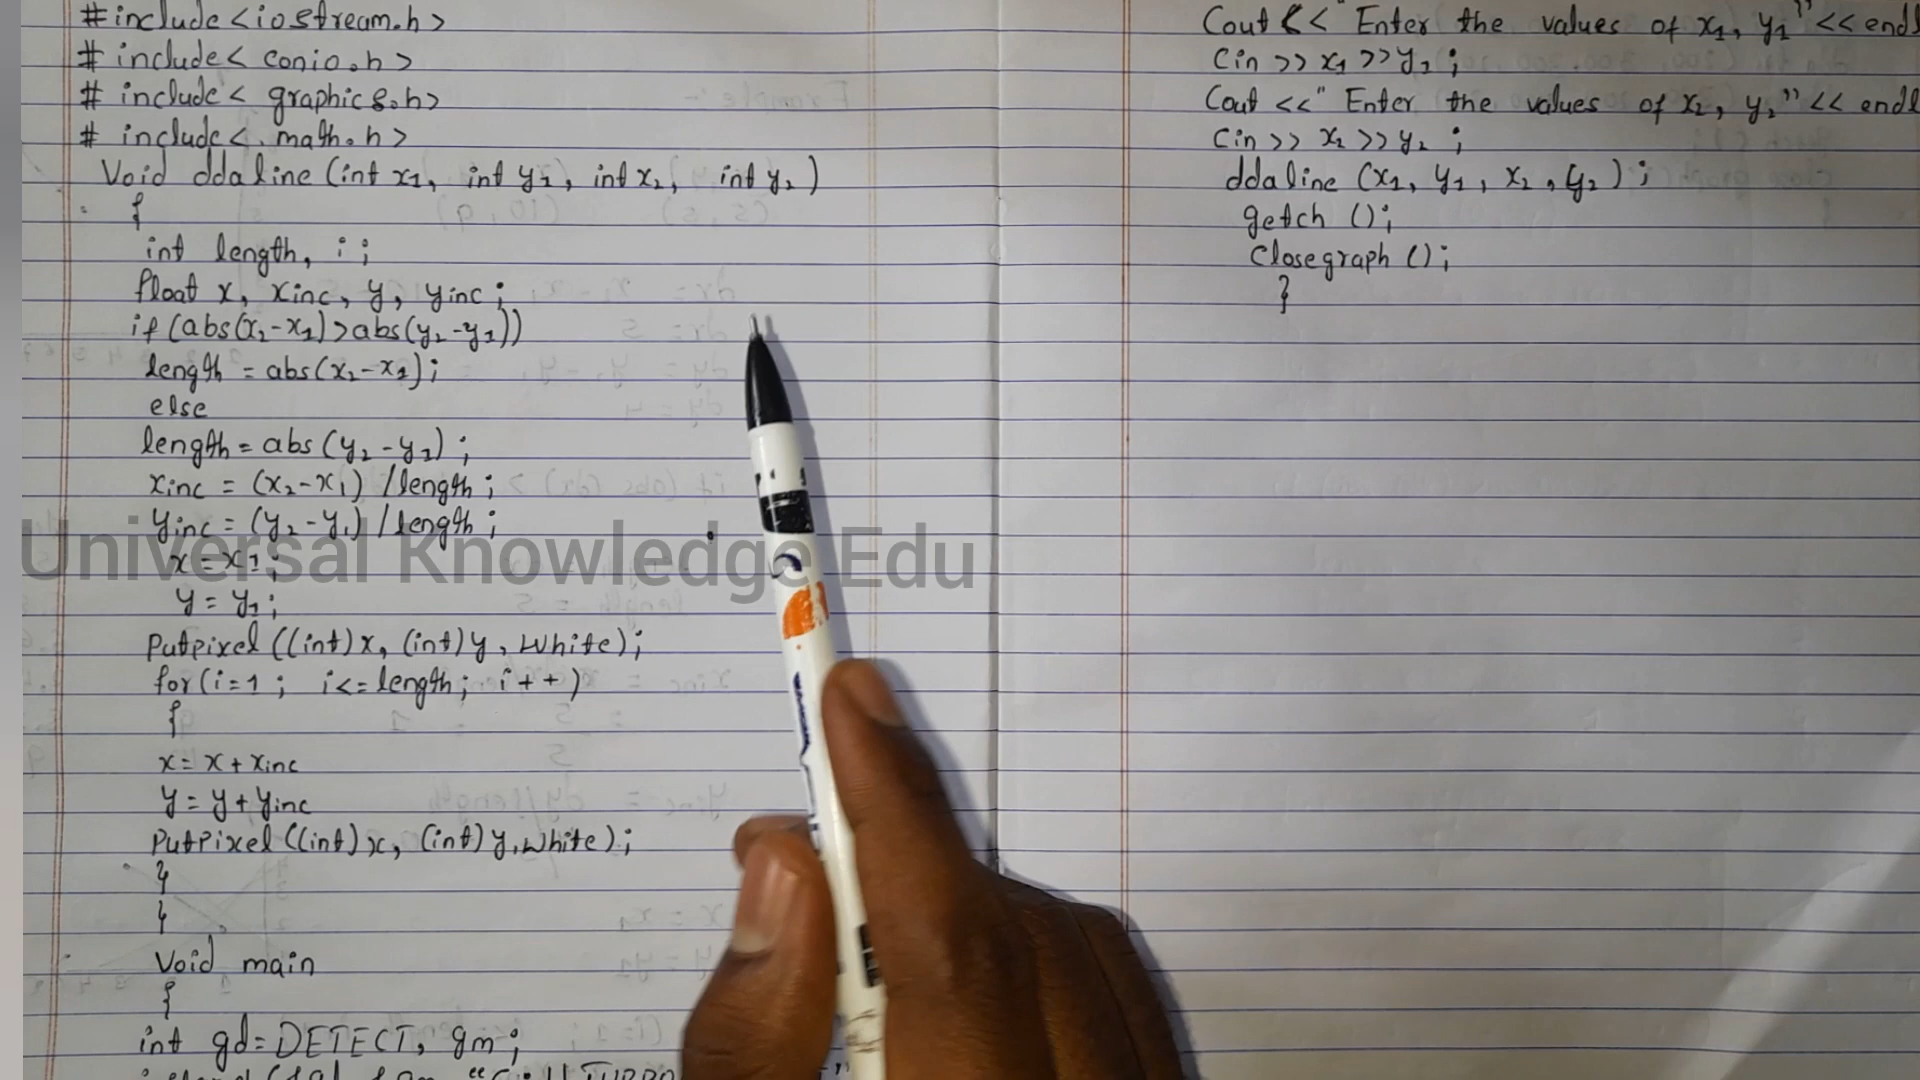 #include<iostream.h>
# include< conio.h>
# include< graphics.h>
# include< math.h>
Void ddaline (int x1, int y1, int x2, int y2)
{
int length, i;
float x, xinc, y, yinc;
if (abs(x2-x1)>abs(y2-y1))
length = abs(x2-x1);
else
length = abs (y2-y1) ;
xinc = (x2-x1) /length;
yinc = (y2-y1) /length;
x=x1;
y = y1;
Putpixel ((int)x, (int)y, White);
for(i=1 ; i<=length; i++)
{
x= x+xinc
y= y+yinc
PutPixel ((int)x, (int)y,White);
}
}
Void main
{
int gd=DETECT, gm;
Cout << "Enter the values of x1, y1" << endl
Cin >> x1 >>y1 ;
Cout <<" Enter the values of x2, y2" << endl
Cin>> x2 >>y2 ;
ddaline (x1, y1, x2, y2) ;
getch ();
Closegraph ();
}
Universal Knowledge Edu